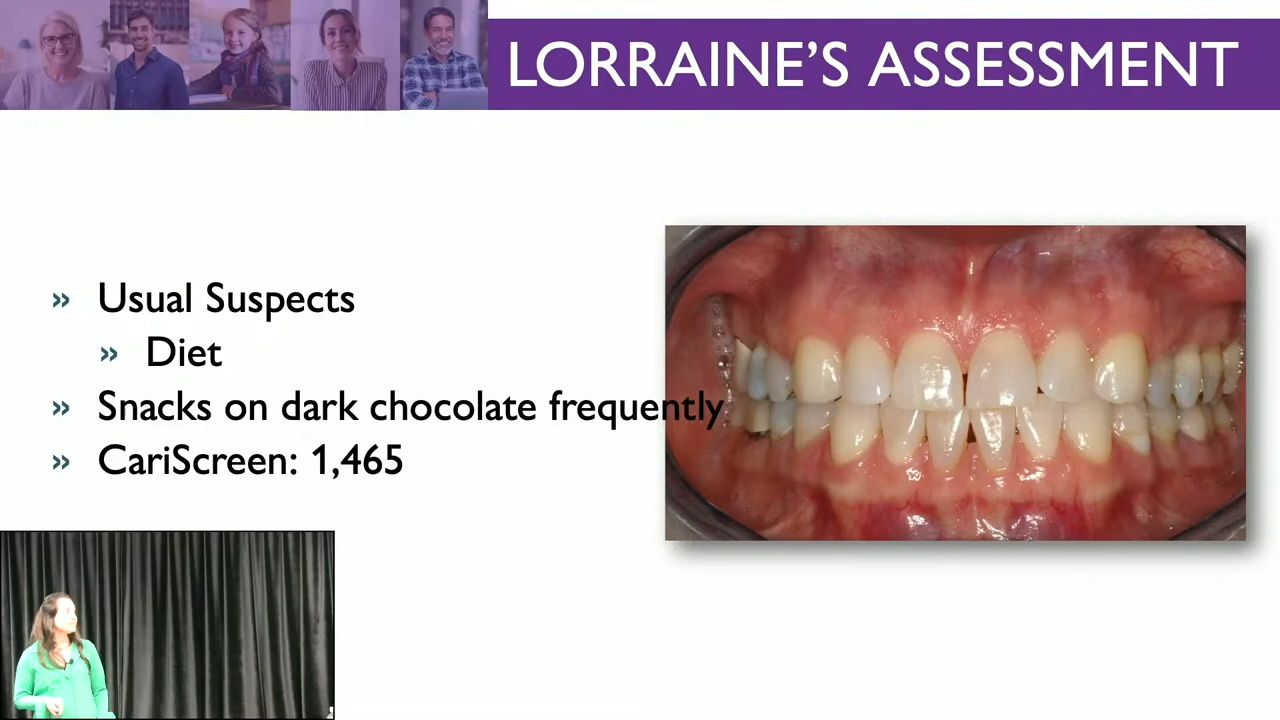 LORRAINE'S ASSESSMENT
» Usual Suspects
» Diet
» Snacks on dark chocolate frequently
» CariScreen: 1,465